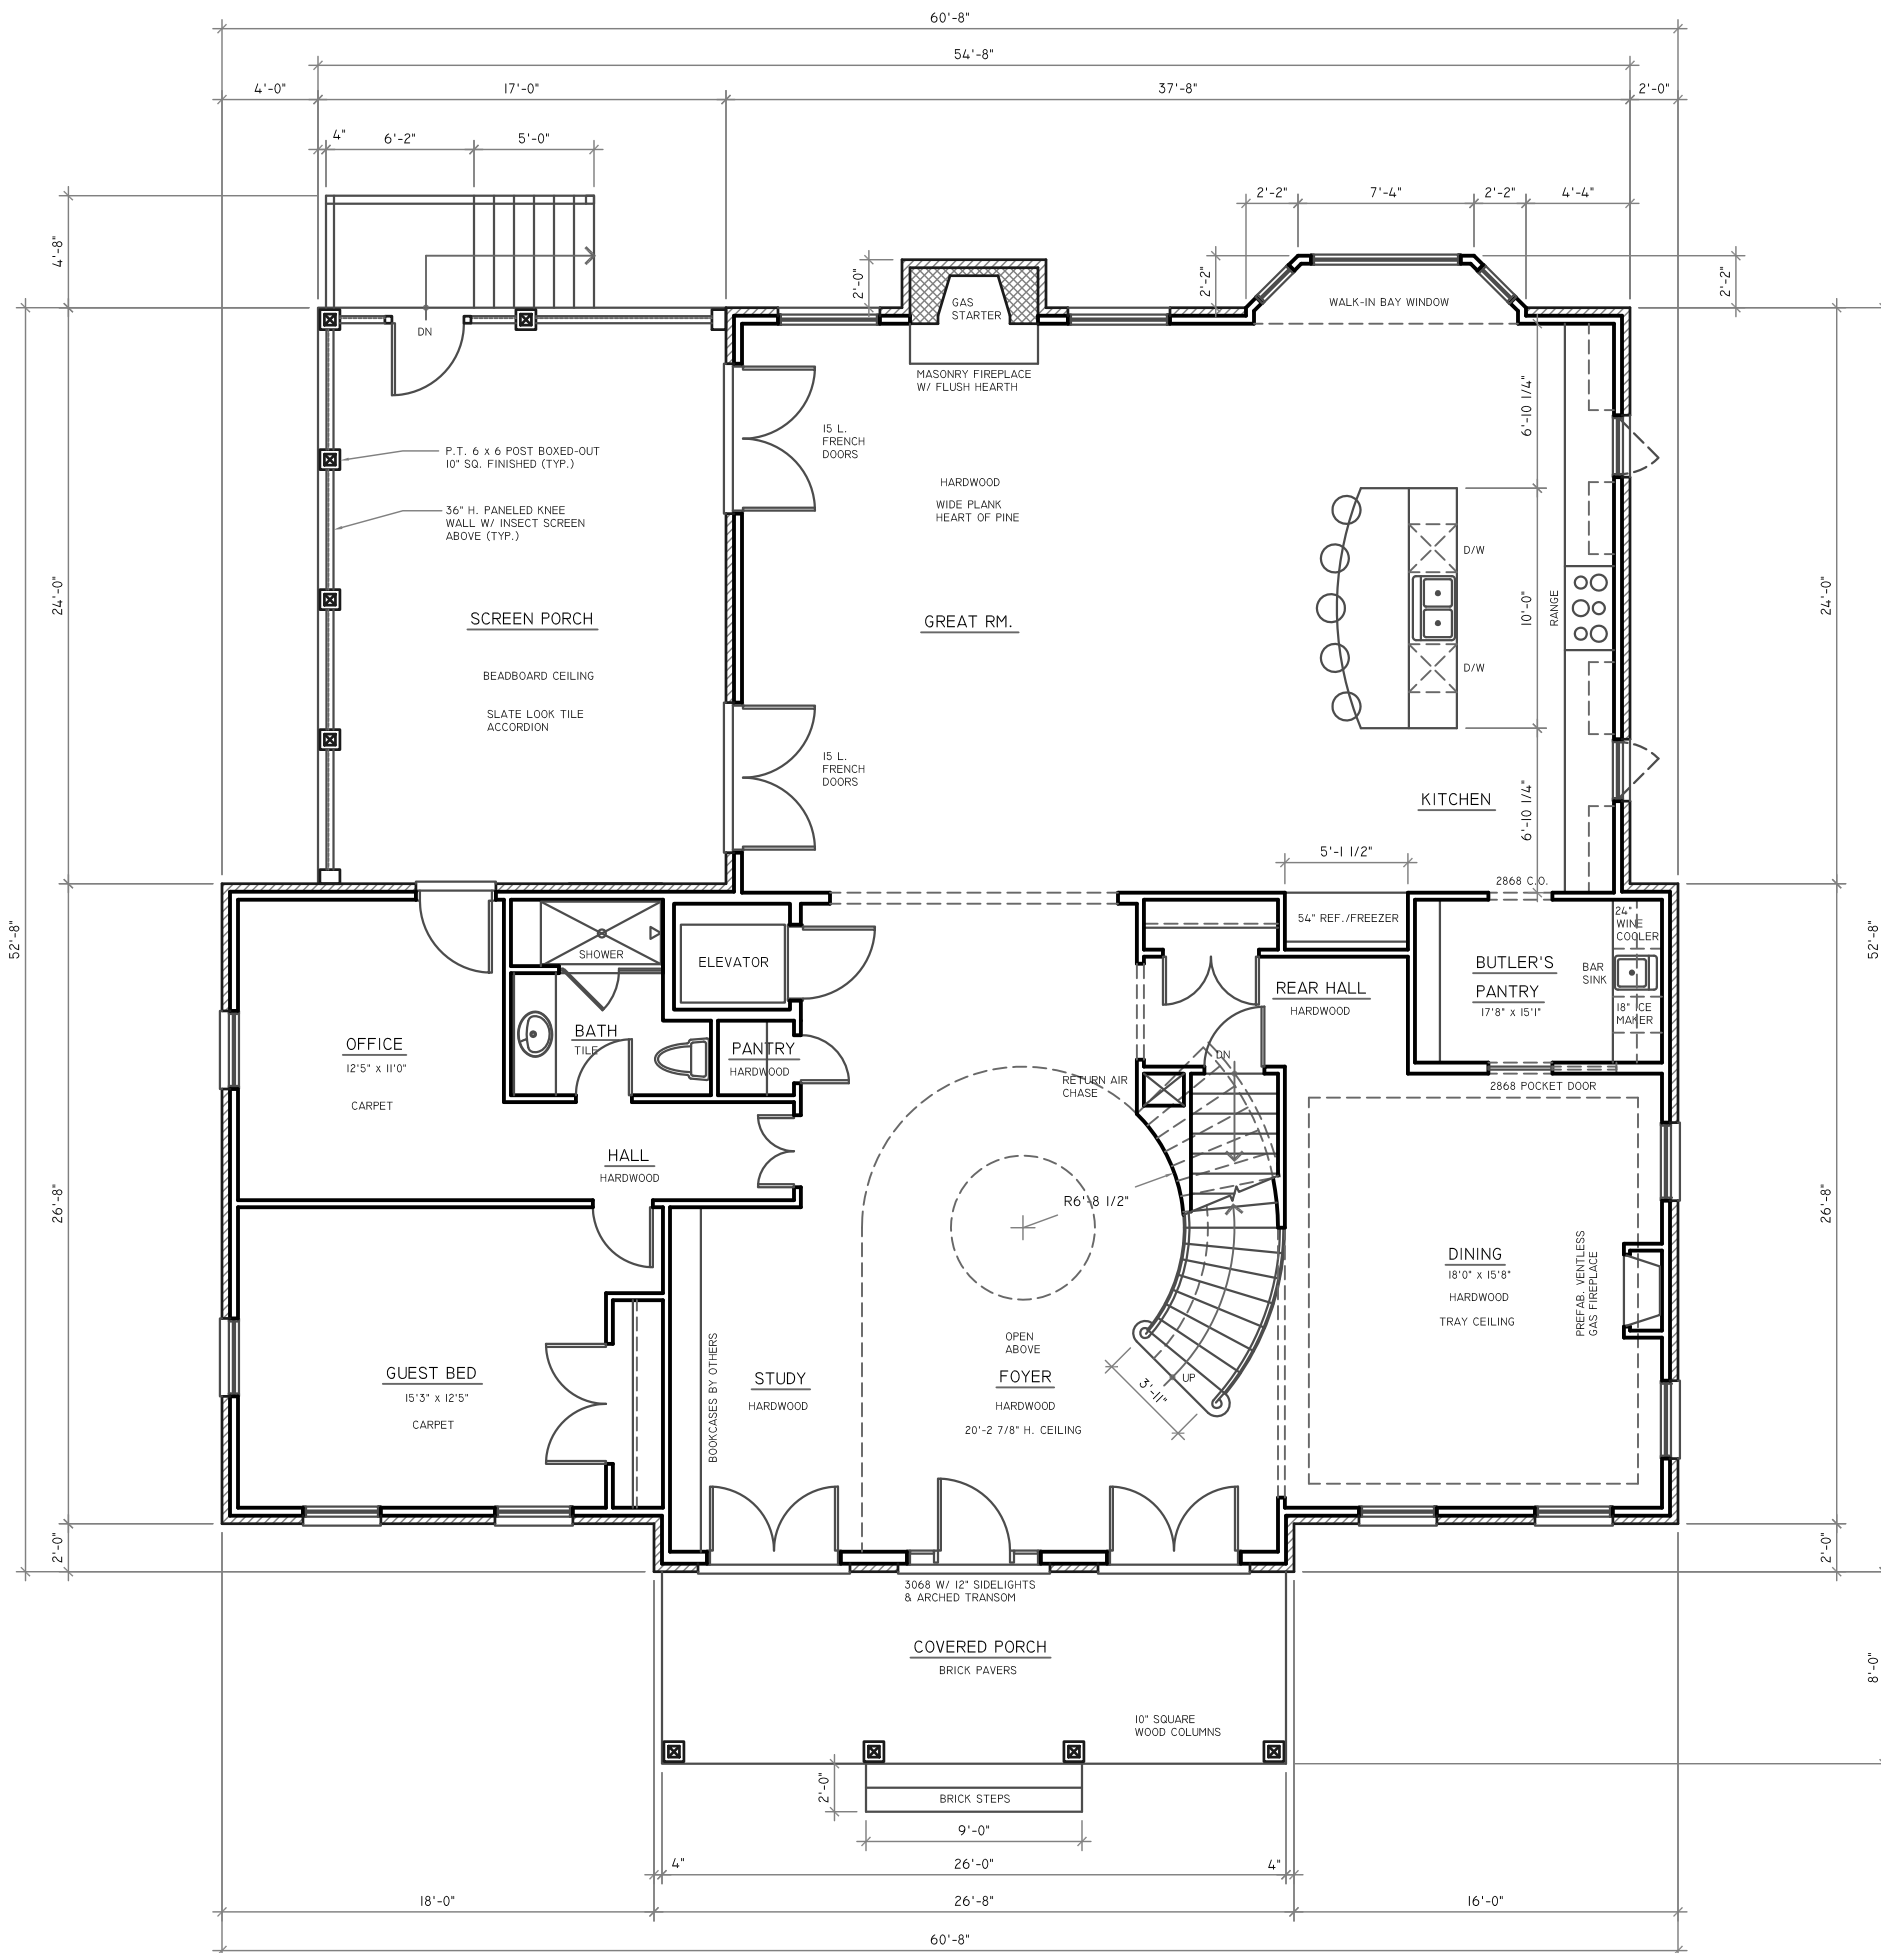 60'-8"
54'-8"
4'-0"
17'-0"
37'-8"
2'-0"
4"
6'-2"
5'-0"
2'-2"
7'-4"
2'-2"
4'-4"
4'-8"
2'-0"
2'-2"
2'-2"
DN
GAS
STARTER
WALK-IN BAY WINDOW
MASONRY FIREPLACE
W/ FLUSH HEARTH
6'-10 1/4"
15 L.
FRENCH
DOORS
P.T. 6 x 6 POST BOXED-OUT
10" SQ. FINISHED (TYP.)
HARDWOOD
WIDE PLANK
HEART OF PINE
36" H. PANELED KNEE
WALL W/ INSECT SCREEN
ABOVE (TYP.)
D/W
24'-0"
24'-0"
10'-0"
RANGE
SCREEN PORCH
GREAT RM.
D/W
BEADBOARD CEILING
SLATE LOOK TILE
ACCORDION
15 L.
FRENCH
DOORS
KITCHEN
6'-10 1/4"
5'-1 1/2"
2868 C.O.
52'-8"
52'-8"
54" REF./FREEZER
24"
WINE
COOLER
SHOWER
ELEVATOR
BUTLER'S
PANTRY
17'8" x 15'1"
BAR
SINK
REAR HALL
HARDWOOD
18" ICE
MAKER
OFFICE
12'5" x 11'0"
CARPET
BATH
TILE
PANTRY
HARDWOOD
DN
RETURN AIR
CHASE
2868 POCKET DOOR
HALL
HARDWOOD
26'-8"
R6'-8 1/2"
26'-8"
DINING
18'0" x 15'8"
HARDWOOD
TRAY CEILING
PREFAB. VENTLESS
GAS FIREPLACE
OPEN
ABOVE
GUEST BED
15'3" x 12'5"
CARPET
BOOKCASES BY OTHERS
STUDY
HARDWOOD
FOYER
HARDWOOD
20'-2 7/8" H. CEILING
UP
3'-11"
2'-0"
2'-0"
3068 W/ 12" SIDELIGHTS
& ARCHED TRANSOM
COVERED PORCH
BRICK PAVERS
8'-0"
10" SQUARE
WOOD COLUMNS
2'-0"
BRICK STEPS
9'-0"
4"
26'-0"
4"
18'-0"
26'-8"
16'-0"
60'-8"